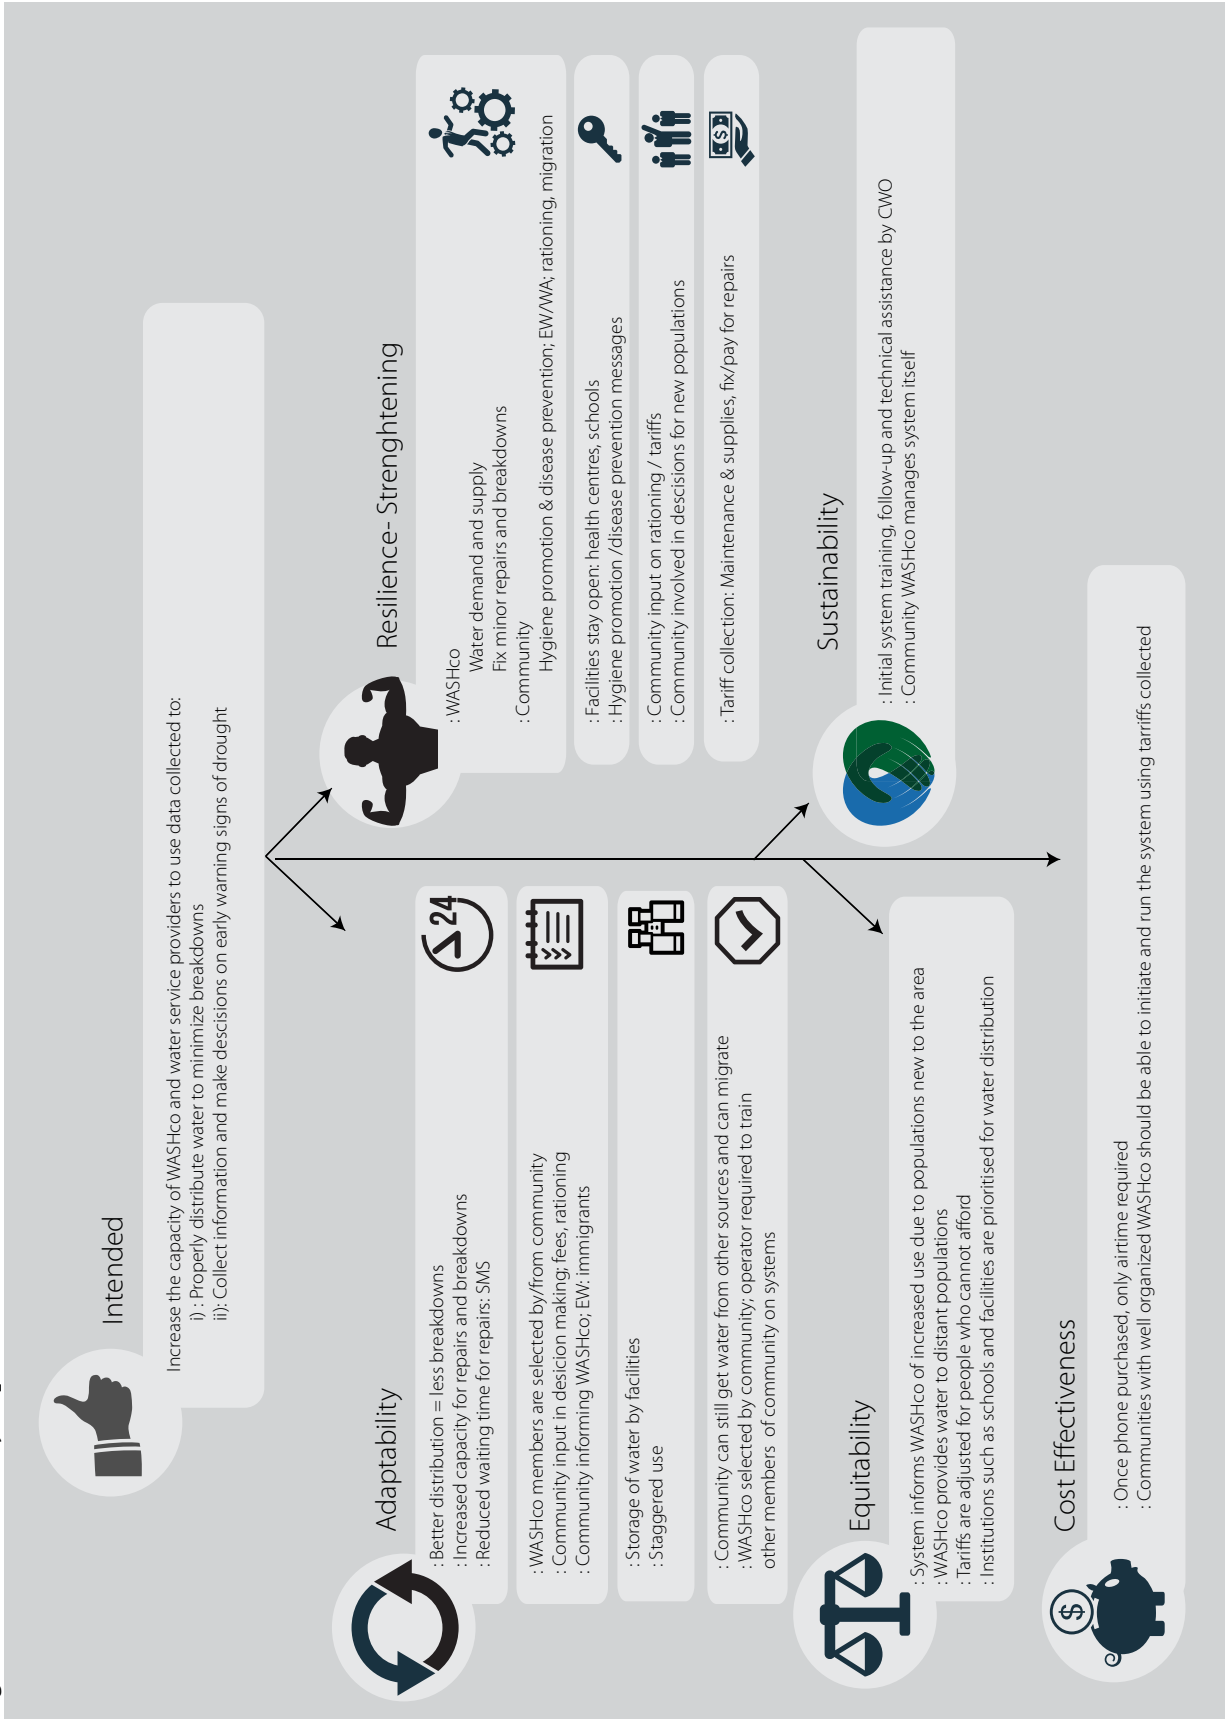 Intended
Increase the capacity of WASHco and water service providers to use data collected to:
i) : Properly distribute water to minimize breakdowns
ii): Collect information and make descisions on early warning signs of drought
Adaptability
: Better distribution = less breakdowns
: Increased capacity for repairs and breakdowns
: Reduced waiting time for repairs: SMS
24
: WASHco members are selected by/from community
: Community input in desicion making; fees, rationing
: Community informing WASHco; EW: immigrants
: Storage of water by facilities
: Staggered use
: Community can still get water from other sources and can migrate
: WASHco selected by community; operator required to train
other members of community on systems
Resilience- Strenghtening
: WASHco
Water demand and supply
Fix minor repairs and breakdowns
: Community
Hygiene promotion & disease prevention; EW/WA; rationing, migration
: Facilities stay open: health centres, schools
: Hygiene promotion /disease prevention messages
: Community input on rationing / tariffs
: Community involved in descisions for new populations
: Tariff collection: Maintenance & supplies, fix/pay for repairs
$
Equitability
: System informs WASHco of increased use due to populations new to the area
: WASHco provides water to distant populations
: Tariffs are adjusted for people who cannot afford
: Institutions such as schools and facilities are prioritised for water distribution
Sustainability
: Initial system training, follow-up and technical assistance by CWO
: Community WASHco manages system itself
Cost Effectiveness
$
: Once phone purchased, only airtime required
: Communities with well organized WASHco should be able to initiate and run the system using tarriffs collected